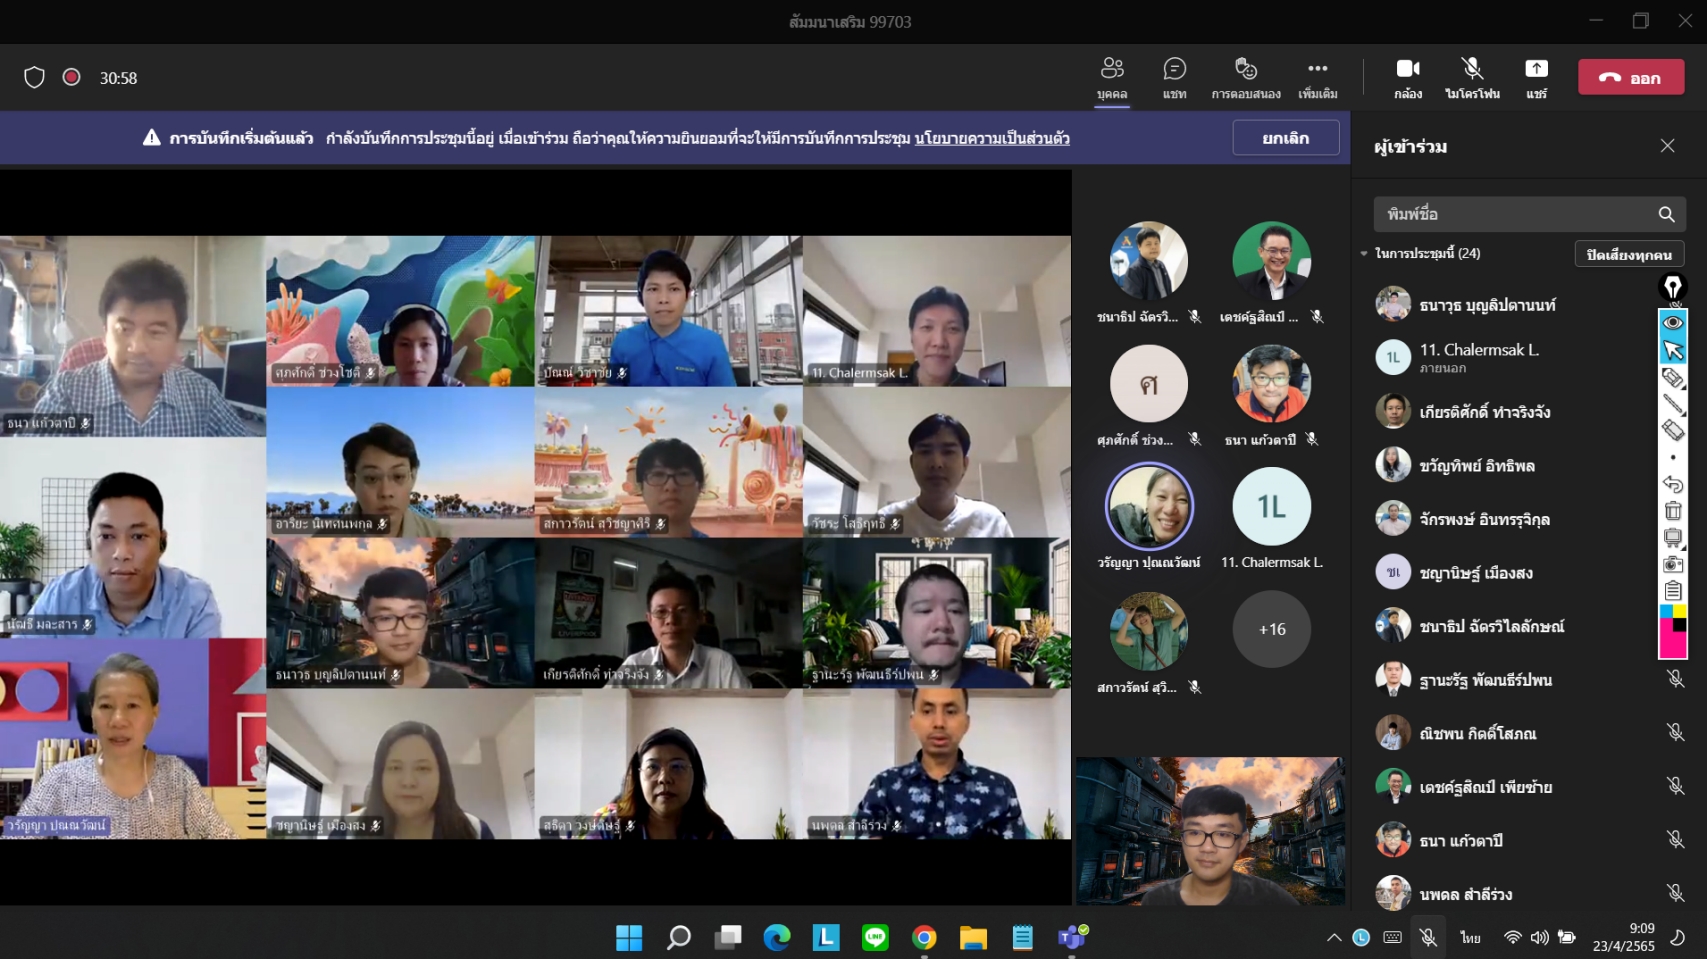 สัมมนาเสริม 99703
30:58
บุคคล
แชท
การตอบสนอง
เพิ่มเติม
กล้อง
ไมโครโฟน
แชร์
ออก
การบันทึกเริ่มต้นแล้ว กำลังบันทึกการประชุมนี้อยู่ เมื่อเข้าร่วม ถือว่าคุณให้ความยินยอมที่จะให้มีการบันทึกการประชุม นโยบายความเป็นส่วนตัว
ยกเลิก
ธนา แก้วตาปี
ศุภศักดิ์ ช่วงโชติ
ปัณณ์ วิชาชัย
11. Chalermsak L.
อาริยะ นิเทศนพกุล
สกาวรัตน์ สุวิชญาศิริ
วัชระ โสธิฤทธิ์
ณัฒธิ์ มละสาร
ธนาวุธ บุญลิปตานนท์
LIVERPOOL
เกียรติศักดิ์ ทำจริงจัง
ฐานะรัฐ พัฒนธีร์ปพน
วรัญญา ปุณณวัฒน์
ชญานิษฐ์ เมืองสง
สุธิดา วงษ์ดิษฐ์
นพดล สำลีร่วง
ชนาธิป ฉัตรวิ...
เตชค์ฐสิณป์ ...
ศ
ศุภศักดิ์ ช่วง...
ธนา แก้วตาปี
วรัญญา ปุณณวัฒน์
1L
11. Chalermsak L.
สกาวรัตน์ สุวิ...
+16
ผู้เข้าร่วม
พิมพ์ชื่อ
ในการประชุมนี้ (24)
ปิดเสียงทุกคน
ธนาวุธ บุญลิปตานนท์
1L
11. Chalermsak L.
ภายนอก
เกียรติศักดิ์ ทำจริงจัง
ขวัญทิพย์ อิทธิพล
จักรพงษ์ อินทรรุจิกุล
ชเ
ชญานิษฐ์ เมืองสง
ชนาธิป ฉัตรวิไลลักษณ์
ฐานะรัฐ พัฒนธีร์ปพน
ณิชพน กิตติ์โสภณ
เตชค์ฐสิณป์ เพียซ้าย
ธนา แก้วตาปี
นพดล สำลีร่วง
L
LINE
T
L
ไทย
9:09
23/4/2565